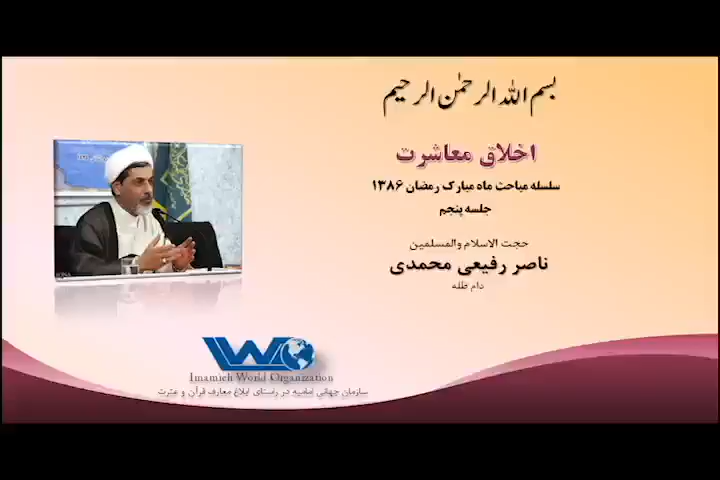 بسم الله الرحمٰن الرحیم
اخلاق معاشرت
سلسله مباحث ماه مبارک رمضان ۱۳۸۶
جلسه پنجم
حجت الاسلام والمسلمین
ناصر رفیعی محمدی
دام ظله
IWO
Imamieh World Organization
سازمان جهانی امامیه در راستای ابلاغ معارف قرآن و عترت